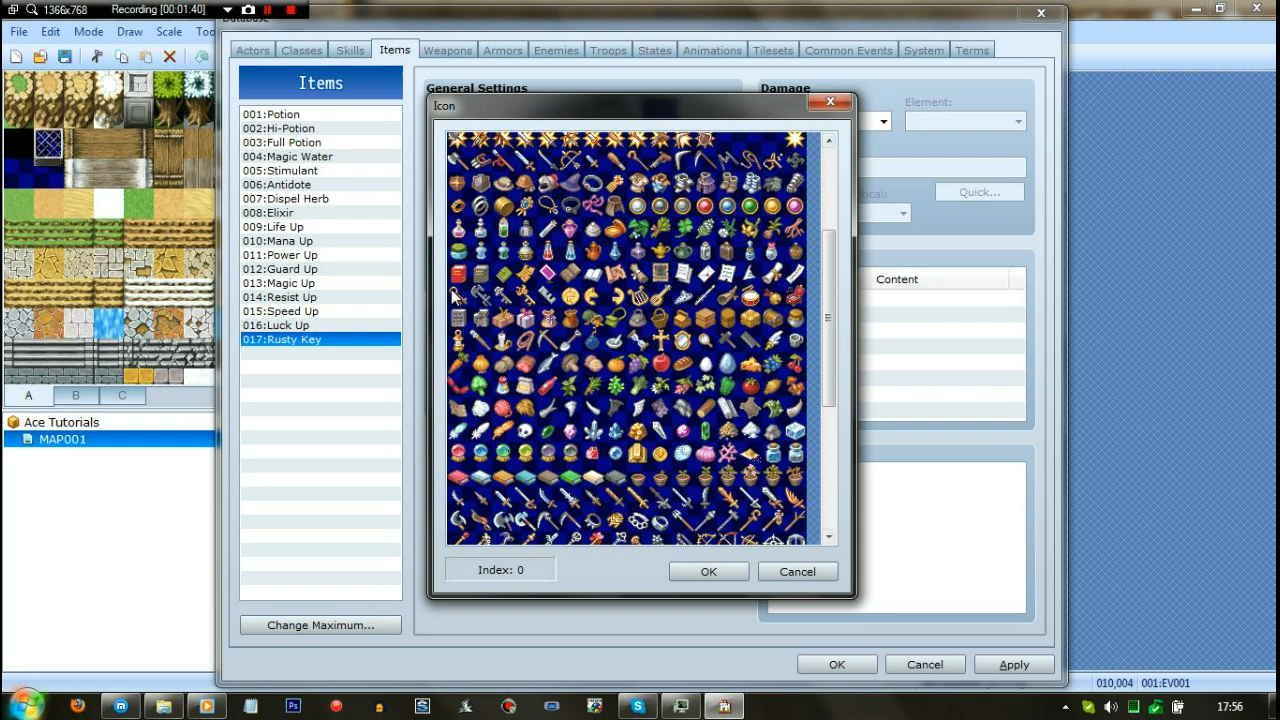 1366x768 Recording [00:01.40]
File Edit Mode Draw Scale Too
Actors Classes Skills Items Weapons Armors Enemies Troops States Animations Tilesets Common Events System Terms
Items
General Settings
Damage
Icon
Element:
Quick...
001:Potion
002:Hi-Potion
003:Full Potion
004:Magic Water
005:Stimulant
006:Antidote
007:Dispel Herb
008:Elixir
009:Life Up
010:Mana Up
011:Power Up
012:Guard Up
013:Magic Up
014:Resist Up
015:Speed Up
016:Luck Up
017:Rusty Key
Content
A B C
Ace Tutorials
MAP001
Index: 0
OK
Cancel
Change Maximum...
OK
Cancel
Apply
010,004 001:EV001
17:56